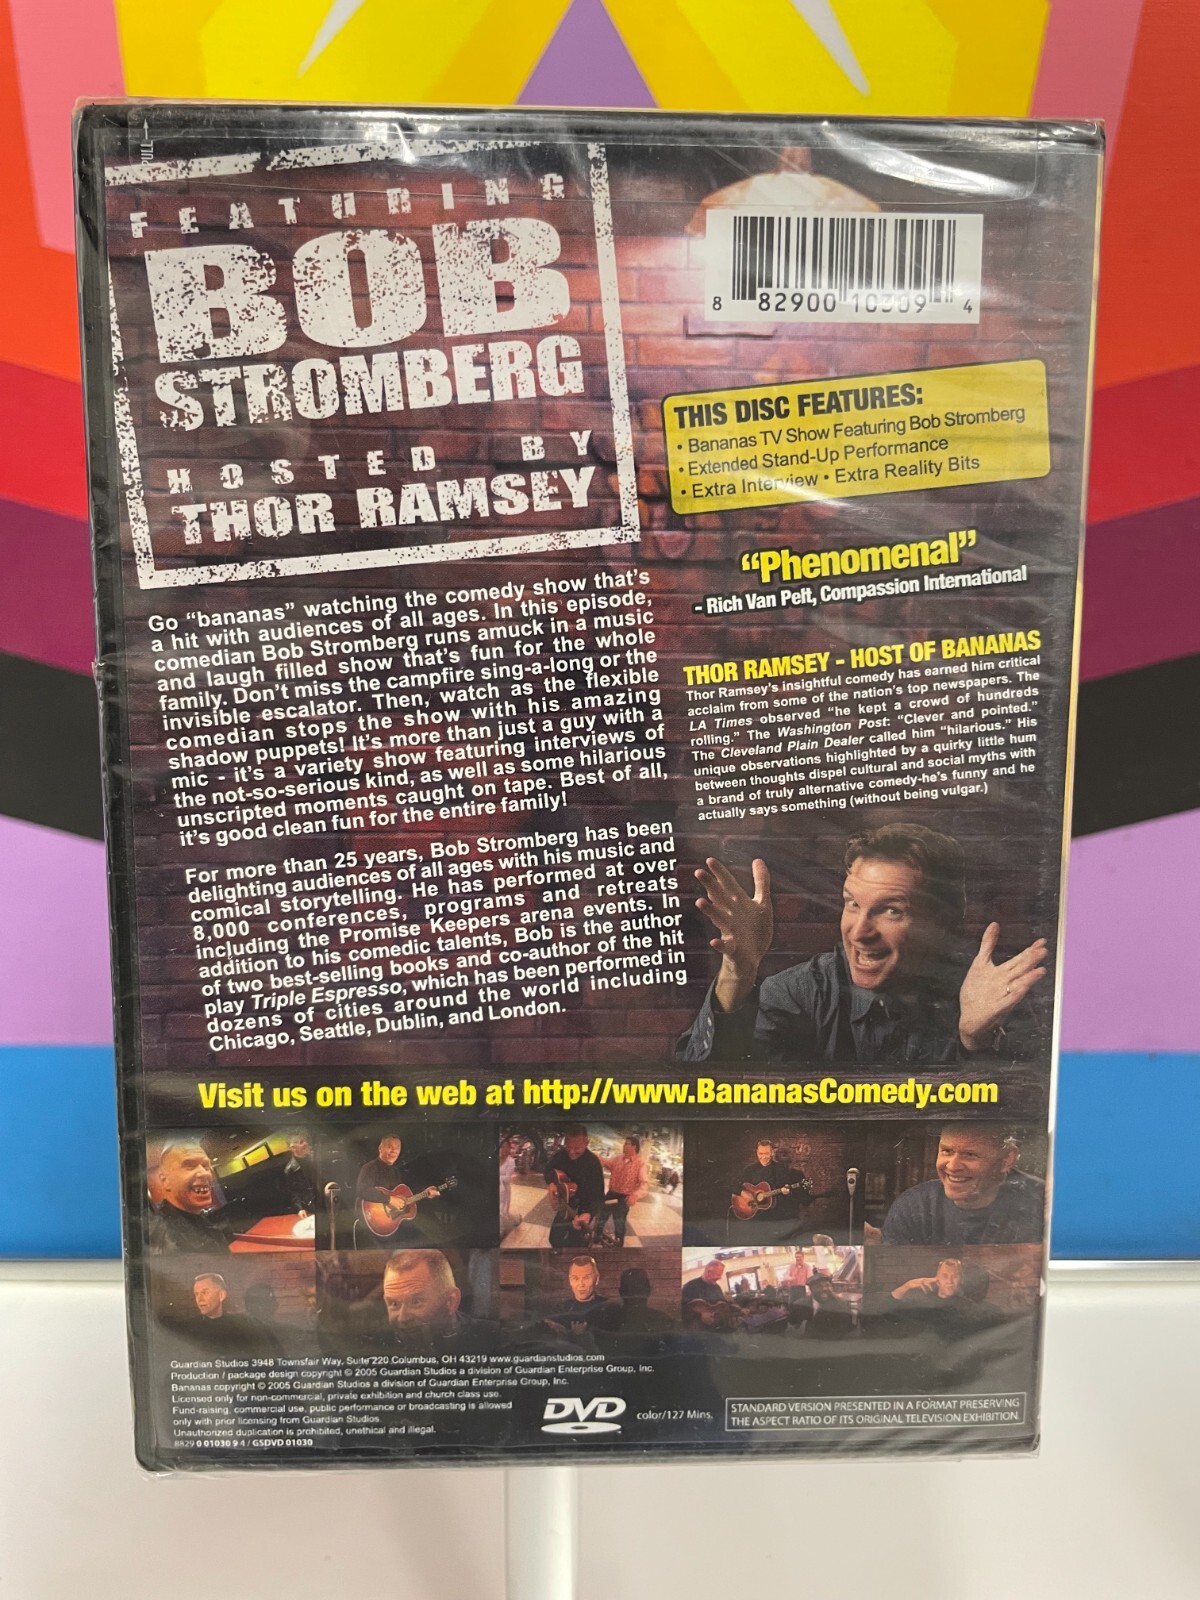 PULL
FEATURING
BOB
STROMBERG
HOSTED BY
THOR RAMSEY
8 82900 10309 4
THIS DISC FEATURES:
• Bananas TV Show Featuring Bob Stromberg
• Extended Stand-Up Performance
• Extra Interview • Extra Reality Bits
“Phenomenal”
- Rich Van Pelt, Compassion International
Go “bananas” watching the comedy show that’s
a hit with audiences of all ages. In this episode,
comedian Bob Stromberg runs amuck in a music
and laugh filled show that’s fun for the whole
family. Don’t miss the campfire sing-a-long or the
invisible escalator. Then, watch as the flexible
comedian stops the show with his amazing
shadow puppets! It’s more than just a guy with a
mic - it’s a variety show featuring interviews of
the not-so-serious kind, as well as some hilarious
unscripted moments caught on tape. Best of all,
it’s good clean fun for the entire family!
For more than 25 years, Bob Stromberg has been
delighting audiences of all ages with his music and
comical storytelling. He has performed at over
8,000 conferences, programs and retreats
including the Promise Keepers arena events. In
addition to his comedic talents, Bob is the author
of two best-selling books and co-author of the hit
play Triple Espresso, which has been performed in
dozens of cities around the world including
Chicago, Seattle, Dublin, and London.
THOR RAMSEY - HOST OF BANANAS
Thor Ramsey’s insightful comedy has earned him critical
acclaim from some of the nation’s top newspapers. The
LA Times observed “he kept a crowd of hundreds
rolling.” The Washington Post: “Clever and pointed.”
The Cleveland Plain Dealer called him “hilarious.” His
unique observations highlighted by a quirky little hum
between thoughts dispel cultural and social myths with
a brand of truly alternative comedy-he’s funny and he
actually says something (without being vulgar.)
Visit us on the web at http://www.BananasComedy.com
Guardian Studios 3948 Townsfair Way, Suite 220 Columbus, OH 43219 www.guardianstudios.com
Production / package design copyright © 2005 Guardian Studios a division of Guardian Enterprise Group, Inc.
Bananas copyright © 2005 Guardian Studios a division of Guardian Enterprise Group, Inc.
Licensed only for non-commercial, private exhibition and church class use.
Fund-raising, commercial use, public performance or broadcasting is allowed
only with prior licensing from Guardian Studios.
Unauthorized duplication is prohibited, unethical and illegal.
8829 0 01030 9 4 / GSDVD 01030
DVD
color/127 Mins.
STANDARD VERSION PRESENTED IN A FORMAT PRESERVING
THE ASPECT RATIO OF ITS ORIGINAL TELEVISION EXHIBITION.